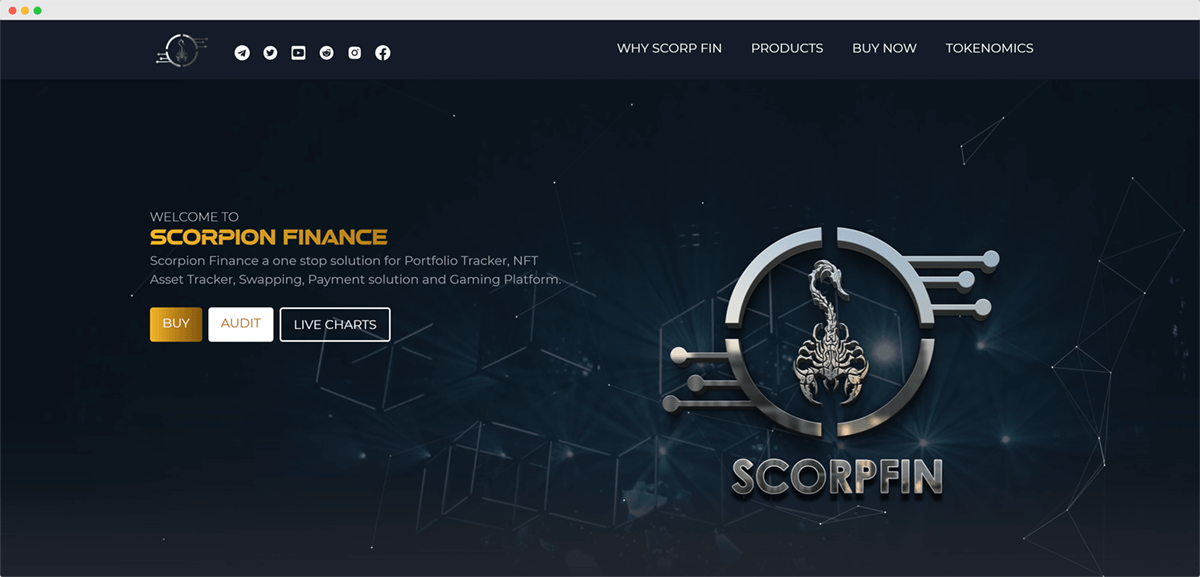 WHY SCORP FIN
PRODUCTS
BUY NOW
TOKENOMICS
WELCOME TO
SCORPION FINANCE
Scorpion Finance a one stop solution for Portfolio Tracker, NFT
Asset Tracker, Swapping, Payment solution and Gaming Platform.
BUY
AUDIT
LIVE CHARTS
SCORPFIN